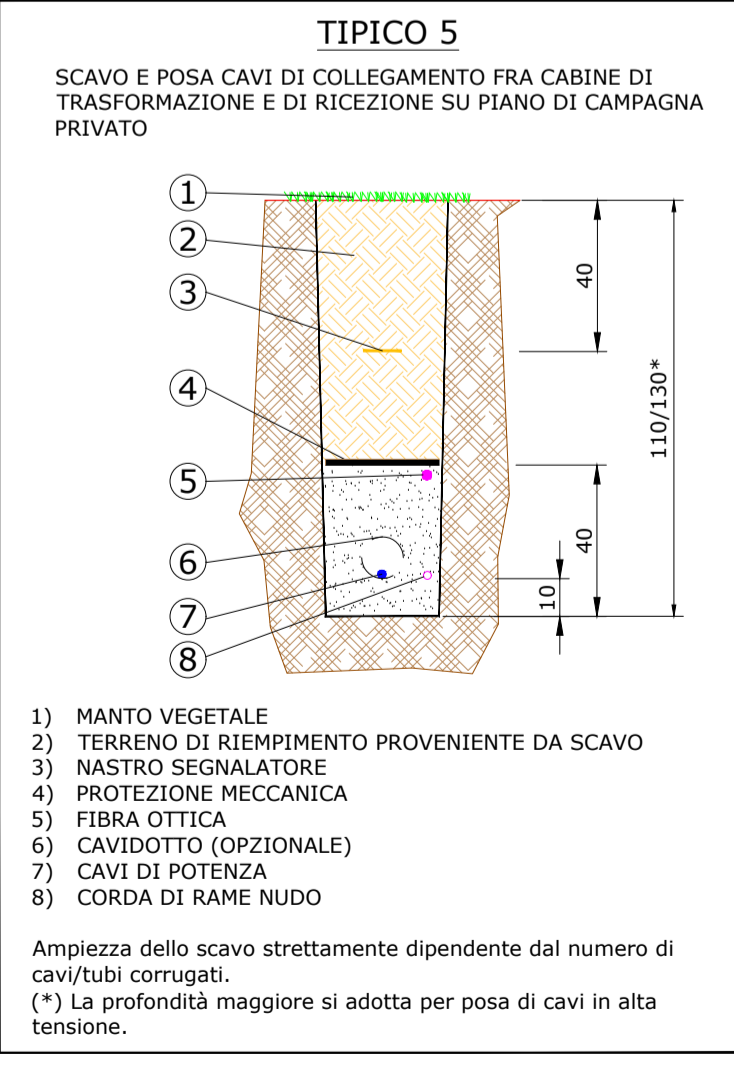 TIPICO 5
SCAVO E POSA CAVI DI COLLEGAMENTO FRA CABINE DI
TRASFORMAZIONE E DI RICEZIONE SU PIANO DI CAMPAGNA
PRIVATO
1
2
3
4
5
6
7
8
40
110/130*
40
10
1) MANTO VEGETALE
2) TERRENO DI RIEMPIMENTO PROVENIENTE DA SCAVO
3) NASTRO SEGNALATORE
4) PROTEZIONE MECCANICA
5) FIBRA OTTICA
6) CAVIDOTTO (OPZIONALE)
7) CAVI DI POTENZA
8) CORDA DI RAME NUDO
Ampiezza dello scavo strettamente dipendente dal numero di
cavi/tubi corrugati.
(*) La profondità maggiore si adotta per posa di cavi in alta
tensione.